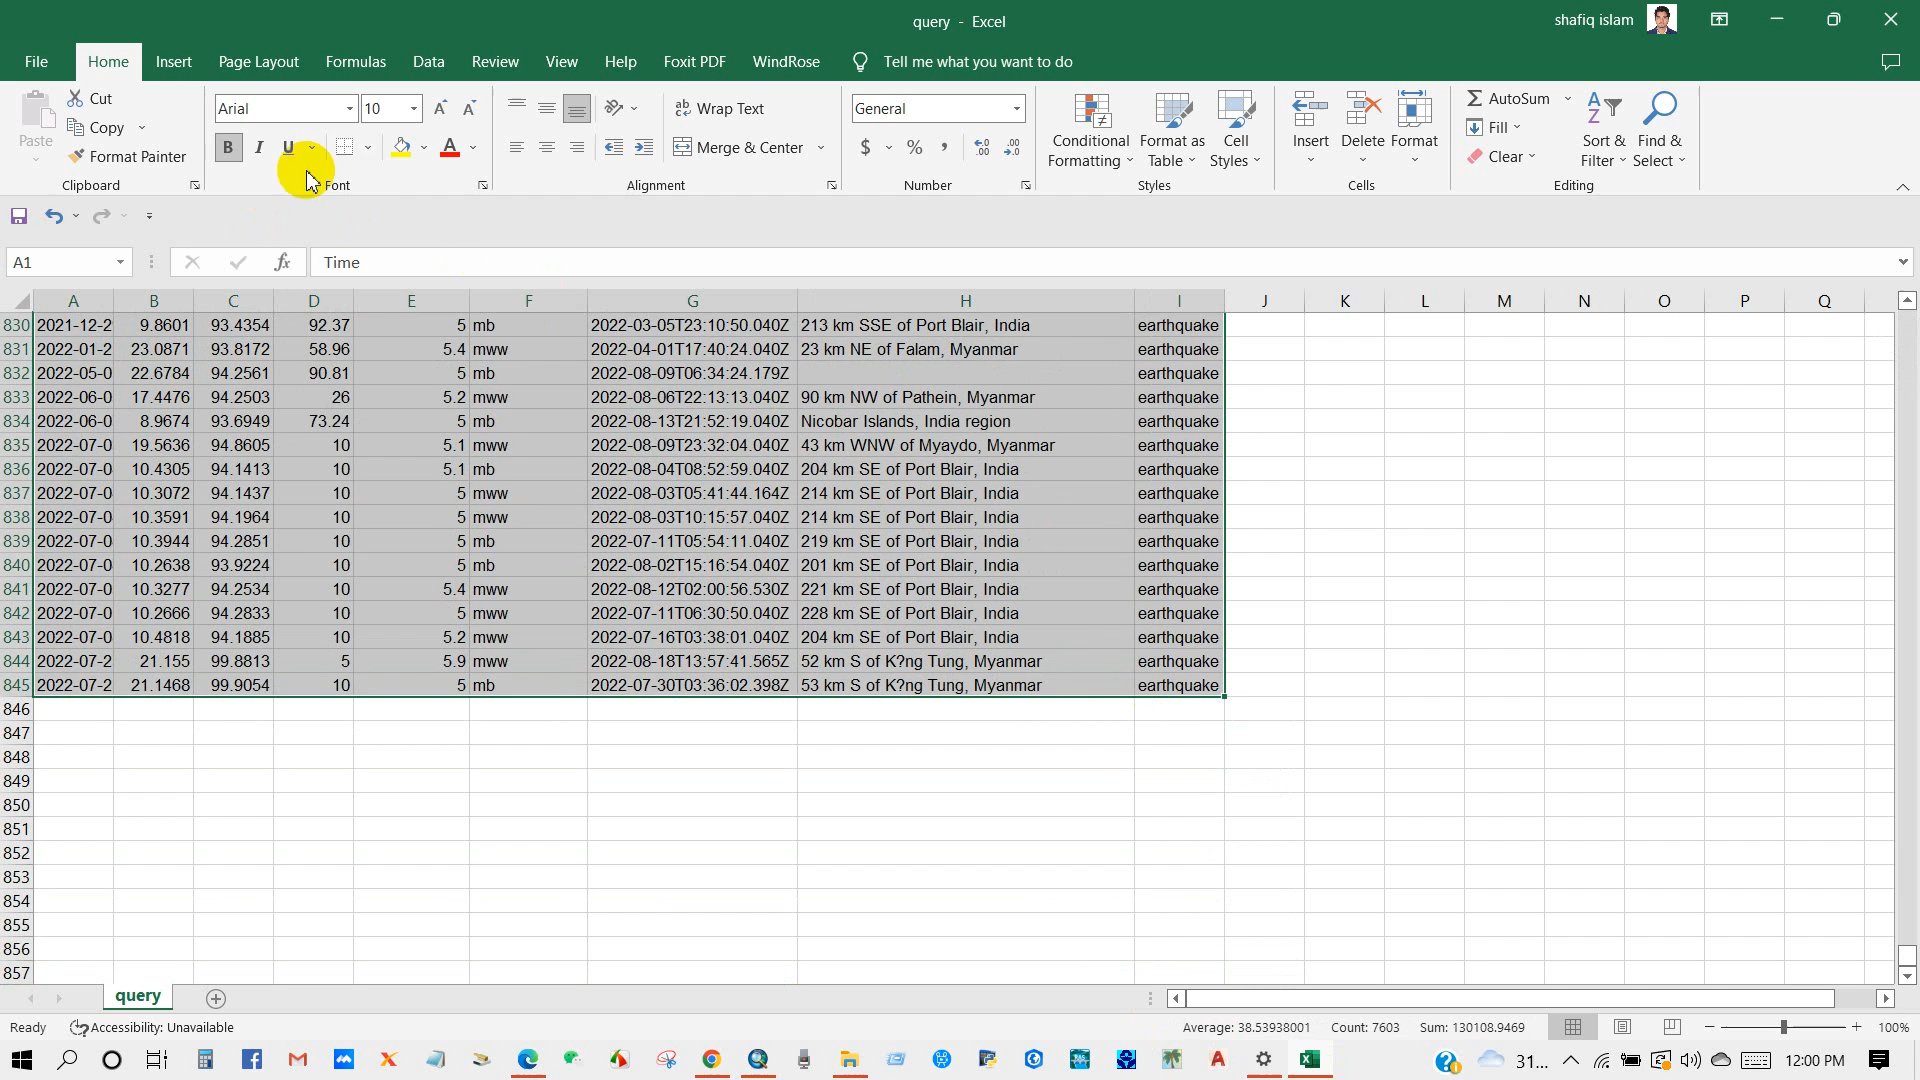 query - Excel
shafiq islam
File Home Insert Page Layout Formulas Data Review View Help Foxit PDF WindRose Tell me what you want to do
Paste Cut Copy Format Painter Clipboard
Arial 10 B I U A Font
Wrap Text Merge & Center Alignment
General $ % , Number
Conditional Formatting Format as Table Cell Styles Styles
Insert Delete Format Cells
AutoSum Fill Clear Sort & Filter Find & Select Editing
A1 fx Time
A B C D E F G H I J K L M N O P Q
830 2021-12-2 9.8601 93.4354 92.37 5 mb 2022-03-05T23:10:50.040Z 213 km SSE of Port Blair, India earthquake
831 2022-01-2 23.0871 93.8172 58.96 5.4 mww 2022-04-01T17:40:24.040Z 23 km NE of Falam, Myanmar earthquake
832 2022-05-0 22.6784 94.2561 90.81 5 mb 2022-08-09T06:34:24.179Z earthquake
833 2022-06-0 17.4476 94.2503 26 5.2 mww 2022-08-06T22:13:13.040Z 90 km NW of Pathein, Myanmar earthquake
834 2022-06-0 8.9674 93.6949 73.24 5 mb 2022-08-13T21:52:19.040Z Nicobar Islands, India region earthquake
835 2022-07-0 19.5636 94.8605 10 5.1 mww 2022-08-09T23:32:04.040Z 43 km WNW of Myaydo, Myanmar earthquake
836 2022-07-0 10.4305 94.1413 10 5.1 mb 2022-08-04T08:52:59.040Z 204 km SE of Port Blair, India earthquake
837 2022-07-0 10.3072 94.1437 10 5 mww 2022-08-03T05:41:44.164Z 214 km SE of Port Blair, India earthquake
838 2022-07-0 10.3591 94.1964 10 5 mww 2022-08-03T10:15:57.040Z 214 km SE of Port Blair, India earthquake
839 2022-07-0 10.3944 94.2851 10 5 mb 2022-07-11T05:54:11.040Z 219 km SE of Port Blair, India earthquake
840 2022-07-0 10.2638 93.9224 10 5 mb 2022-08-02T15:16:54.040Z 201 km SE of Port Blair, India earthquake
841 2022-07-0 10.3277 94.2534 10 5.4 mww 2022-08-12T02:00:56.530Z 221 km SE of Port Blair, India earthquake
842 2022-07-0 10.2666 94.2833 10 5 mww 2022-07-11T06:30:50.040Z 228 km SE of Port Blair, India earthquake
843 2022-07-0 10.4818 94.1885 10 5.2 mww 2022-07-16T03:38:01.040Z 204 km SE of Port Blair, India earthquake
844 2022-07-2 21.155 99.8813 5 5.9 mww 2022-08-18T13:57:41.565Z 52 km S of K?ng Tung, Myanmar earthquake
845 2022-07-2 21.1468 99.9054 10 5 mb 2022-07-30T03:36:02.398Z 53 km S of K?ng Tung, Myanmar earthquake
846
847
848
849
850
851
852
853
854
855
856
857
query
Ready Accessibility: Unavailable Average: 38.53938001 Count: 7603 Sum: 130108.9469 100%
31... 12:00 PM